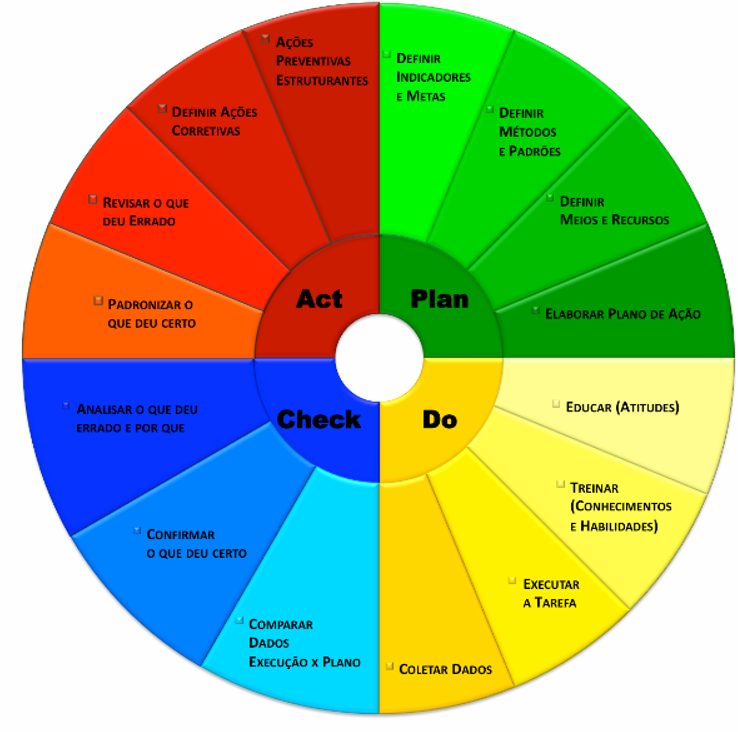 Ações
Preventivas
Estruturantes
Definir
Indicadores
e Metas
Definir Ações
Corretivas
Definir
Métodos
e Padrões
Revisar o que
deu Errado
Definir
Meios e Recursos
Padronizar o
que deu certo
Act
Plan
Elaborar Plano de Ação
Analisar o que deu
errado e por que
Check
Do
Educar (Atitudes)
Treinar
(Conhecimentos
e Habilidades)
Confirmar
o que deu certo
Executar
a Tarefa
Comparar
Dados
Execução x Plano
Coletar Dados